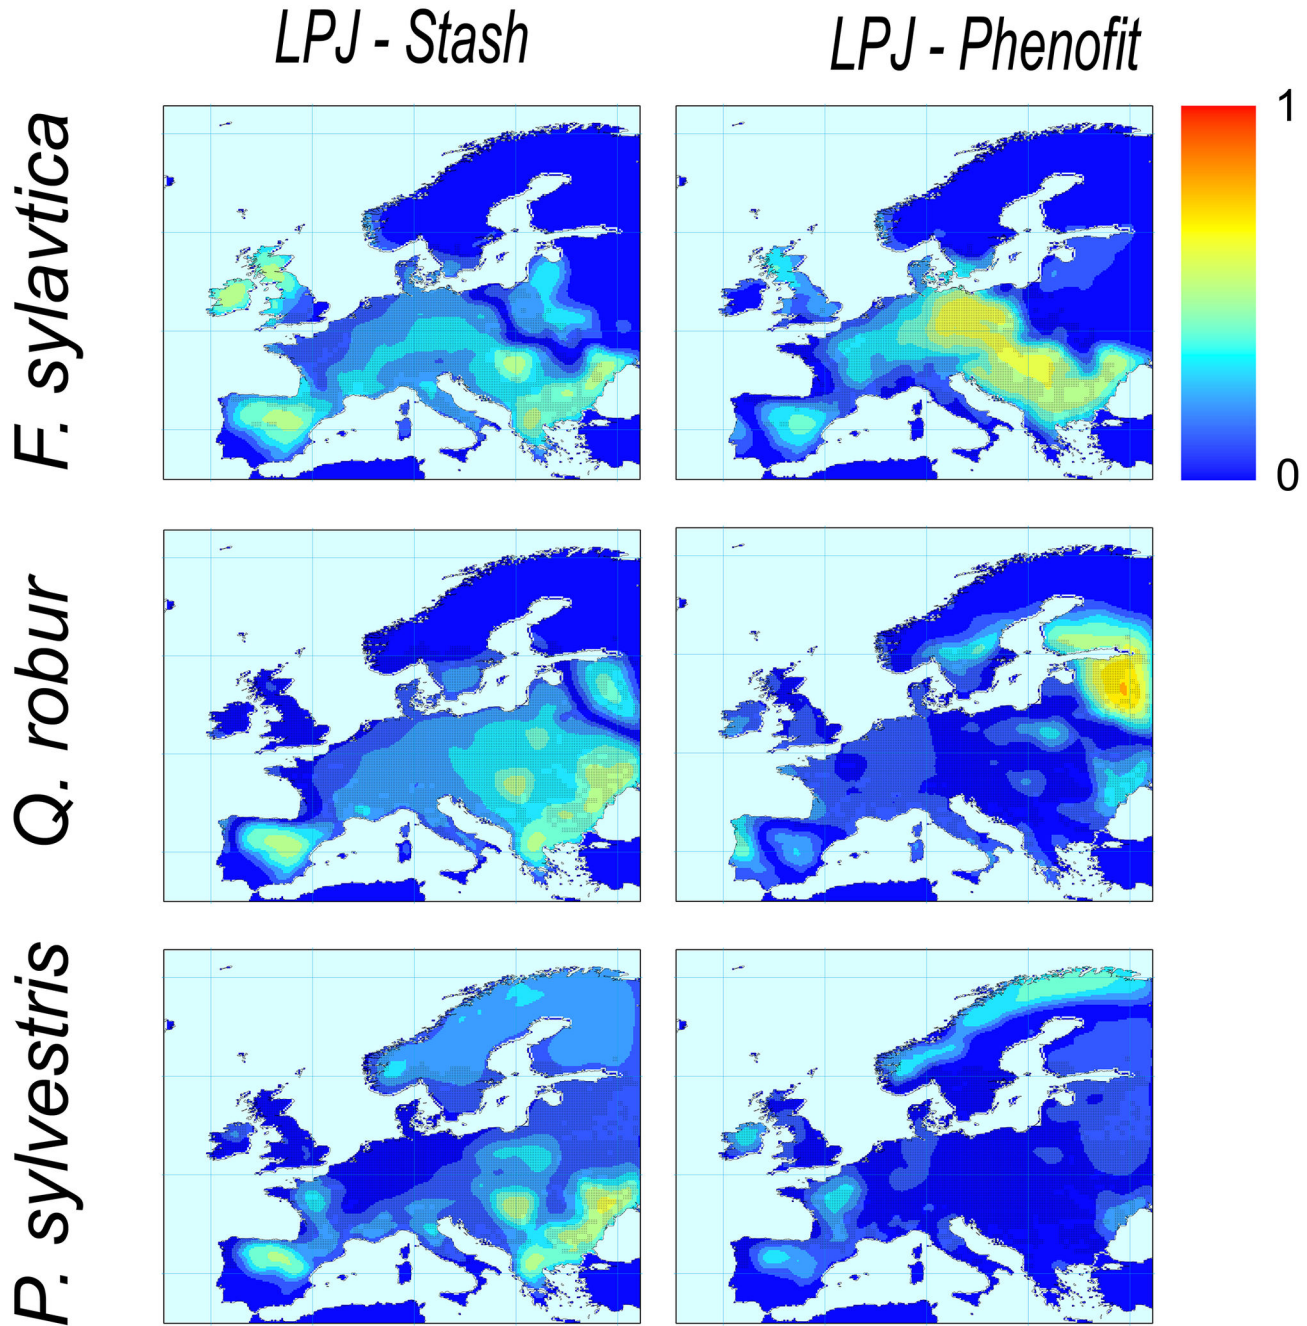 LPJ - Stash
LPJ - Phenofit
F. sylavtica
1
0
Q. robur
P. sylvestris